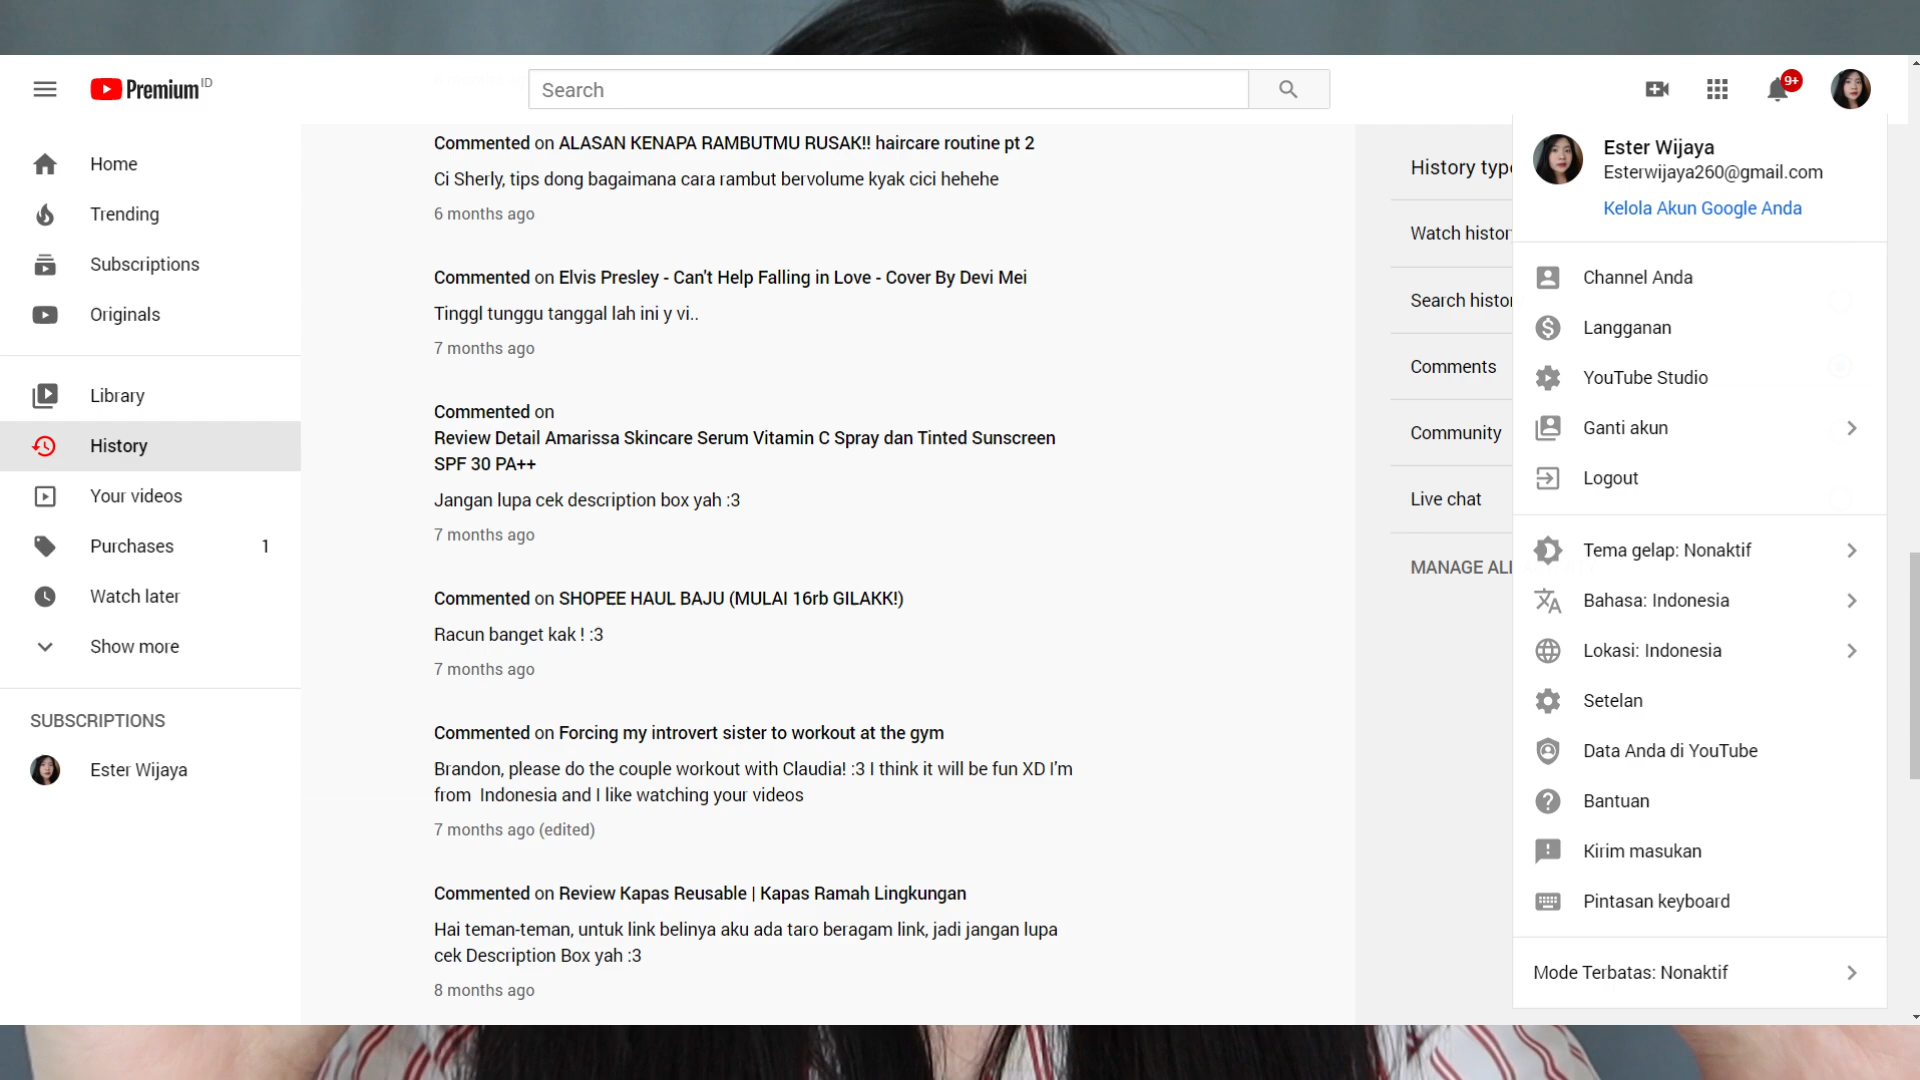 Premium ID
Search
9+
Home
Trending
Subscriptions
Originals
Library
History
Your videos
Purchases 1
Watch later
Show more
SUBSCRIPTIONS
Ester Wijaya
Commented on ALASAN KENAPA RAMBUTMU RUSAK!! haircare routine pt 2
Ci Sherly, tips dong bagaimana cara rambut bervolume kyak cici hehehe
6 months ago
Commented on Elvis Presley - Can't Help Falling in Love - Cover By Devi Mei
Tinggl tunggu tanggal lah ini y vi..
7 months ago
Commented on
Review Detail Amarissa Skincare Serum Vitamin C Spray dan Tinted Sunscreen
SPF 30 PA++
Jangan lupa cek description box yah :3
7 months ago
Commented on SHOPEE HAUL BAJU (MULAI 16rb GILAKK!)
Racun banget kak ! :3
7 months ago
Commented on Forcing my introvert sister to workout at the gym
Brandon, please do the couple workout with Claudia! :3 I think it will be fun XD I'm
from  Indonesia and I like watching your videos
7 months ago (edited)
Commented on Review Kapas Reusable | Kapas Ramah Lingkungan
Hai teman-teman, untuk link belinya aku ada taro beragam link, jadi jangan lupa
cek Description Box yah :3
8 months ago
History type
Watch histor
Search histor
Comments
Community
Live chat
MANAGE ALL
Ester Wijaya
Esterwijaya260@gmail.com
Kelola Akun Google Anda
Channel Anda
Langganan
YouTube Studio
Ganti akun
Logout
Tema gelap: Nonaktif
Bahasa: Indonesia
Lokasi: Indonesia
Setelan
Data Anda di YouTube
Bantuan
Kirim masukan
Pintasan keyboard
Mode Terbatas: Nonaktif